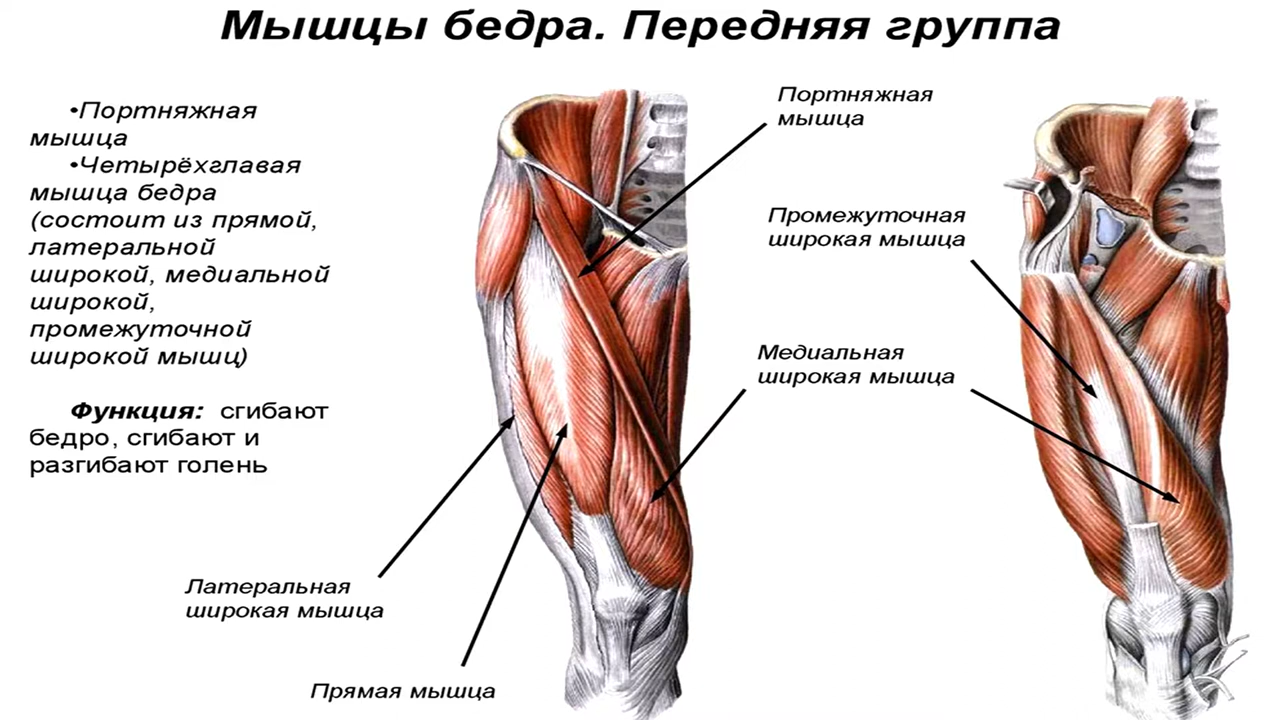 Мышцы бедра. Передняя группа
•Портняжная
мышца
•Четырёхглавая
мышца бедра
(состоит из прямой,
латеральной
широкой, медиальной
широкой,
промежуточной
широкой мышц)
Функция: сгибают
бедро, сгибают и
разгибают голень
Портняжная
мышца
Промежуточная
широкая мышца
Медиальная
широкая мышца
Латеральная
широкая мышца
Прямая мышца